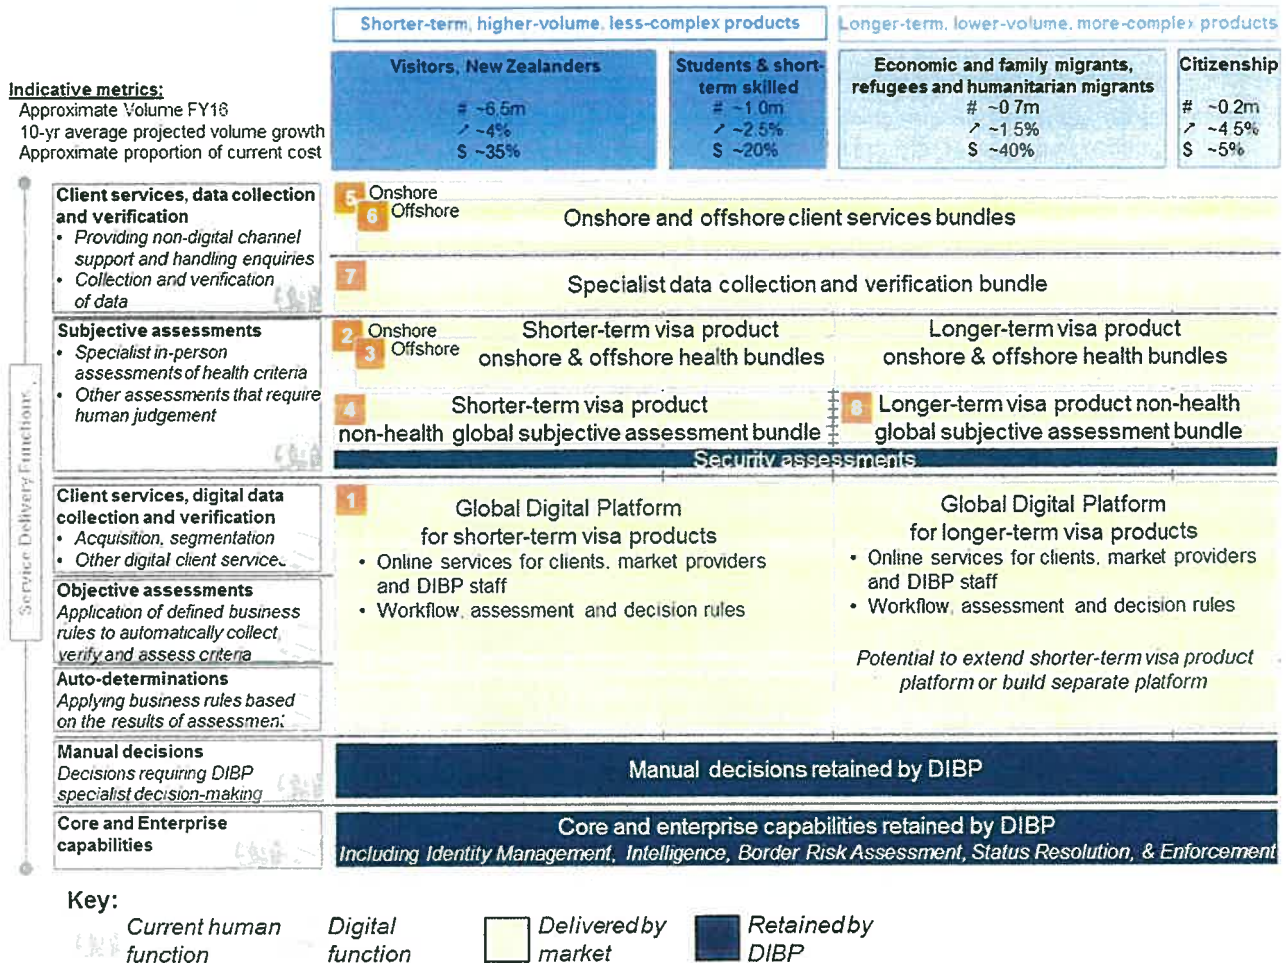 Shorter-term, higher-volume, less-complex products
Longer-term, lower-volume, more-complex products
Indicative metrics:
Approximate Volume FY16
10-yr average projected volume growth
Approximate proportion of current cost
Visitors, New Zealanders
# ~6.5m
↗ ~4%
$ ~35%
Students & short-
term skilled
# ~1.0m
↗ ~2.5%
$ ~20%
Economic and family migrants,
refugees and humanitarian migrants
# ~0.7m
↗ ~1.5%
$ ~40%
Citizenship
# ~0.2m
↗ ~4.5%
$ ~5%
Service Delivery Functions
Client services, data collection
and verification
• Providing non-digital channel
support and handling enquiries
• Collection and verification
of data
5 Onshore
6 Offshore
Onshore and offshore client services bundles
7
Specialist data collection and verification bundle
Subjective assessments
• Specialist in-person
assessments of health criteria
• Other assessments that require
human judgement
2 Onshore
3 Offshore
Shorter-term visa product
onshore & offshore health bundles
Longer-term visa product
onshore & offshore health bundles
4
Shorter-term visa product
non-health global subjective assessment bundle
8
Longer-term visa product non-health
global subjective assessment bundle
Security assessments
Client services, digital data
collection and verification
• Acquisition, segmentation
• Other digital client services
Objective assessments
Application of defined business
rules to automatically collect,
verify and assess criteria
Auto-determinations
Applying business rules based
on the results of assessment
1
Global Digital Platform
for shorter-term visa products
• Online services for clients, market providers
and DIBP staff
• Workflow, assessment and decision rules
Global Digital Platform
for longer-term visa products
• Online services for clients, market providers
and DIBP staff
• Workflow, assessment and decision rules
Potential to extend shorter-term visa product
platform or build separate platform
Manual decisions
Decisions requiring DIBP
specialist decision-making
Manual decisions retained by DIBP
Core and Enterprise
capabilities
Core and enterprise capabilities retained by DIBP
Including Identity Management, Intelligence, Border Risk Assessment, Status Resolution, & Enforcement
Key:
Current human
function
Digital
function
Delivered by
market
Retained by
DIBP